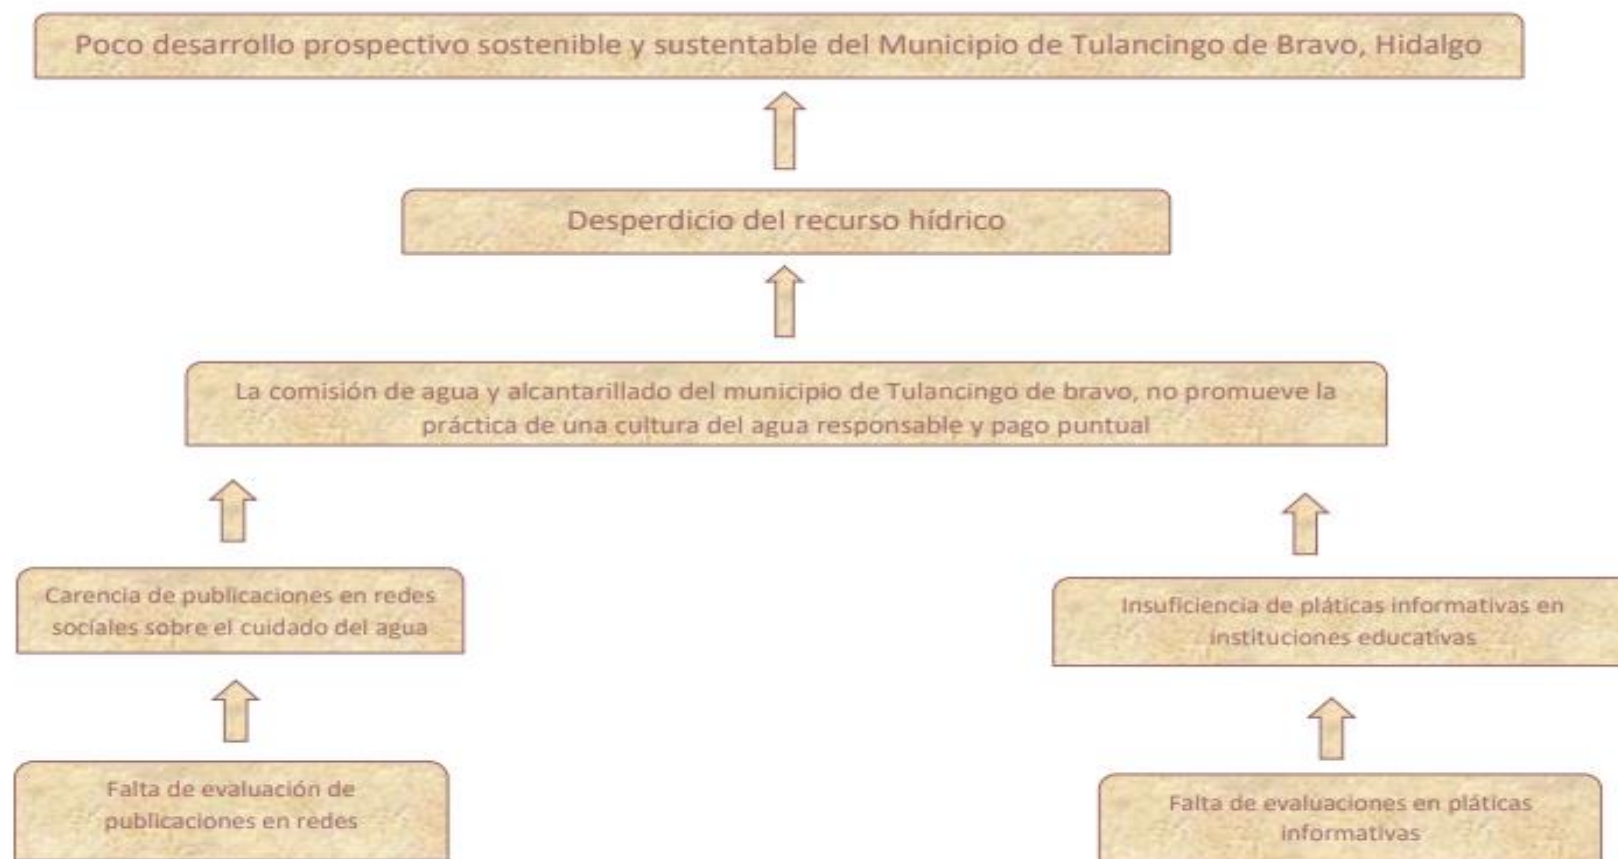 Poco desarrollo prospectivo sostenible y sustentable del Municipio de Tulancingo de Bravo, Hidalgo
Desperdicio del recurso hídrico
La comisión de agua y alcantarillado del municipio de Tulancingo de bravo, no promueve la
práctica de una cultura del agua responsable y pago puntual
Carencia de publicaciones en redes
sociales sobre el cuidado del agua
Insuficiencia de pláticas informativas en
instituciones educativas
Falta de evaluación de
publicaciones en redes
Falta de evaluaciones en pláticas
informativas